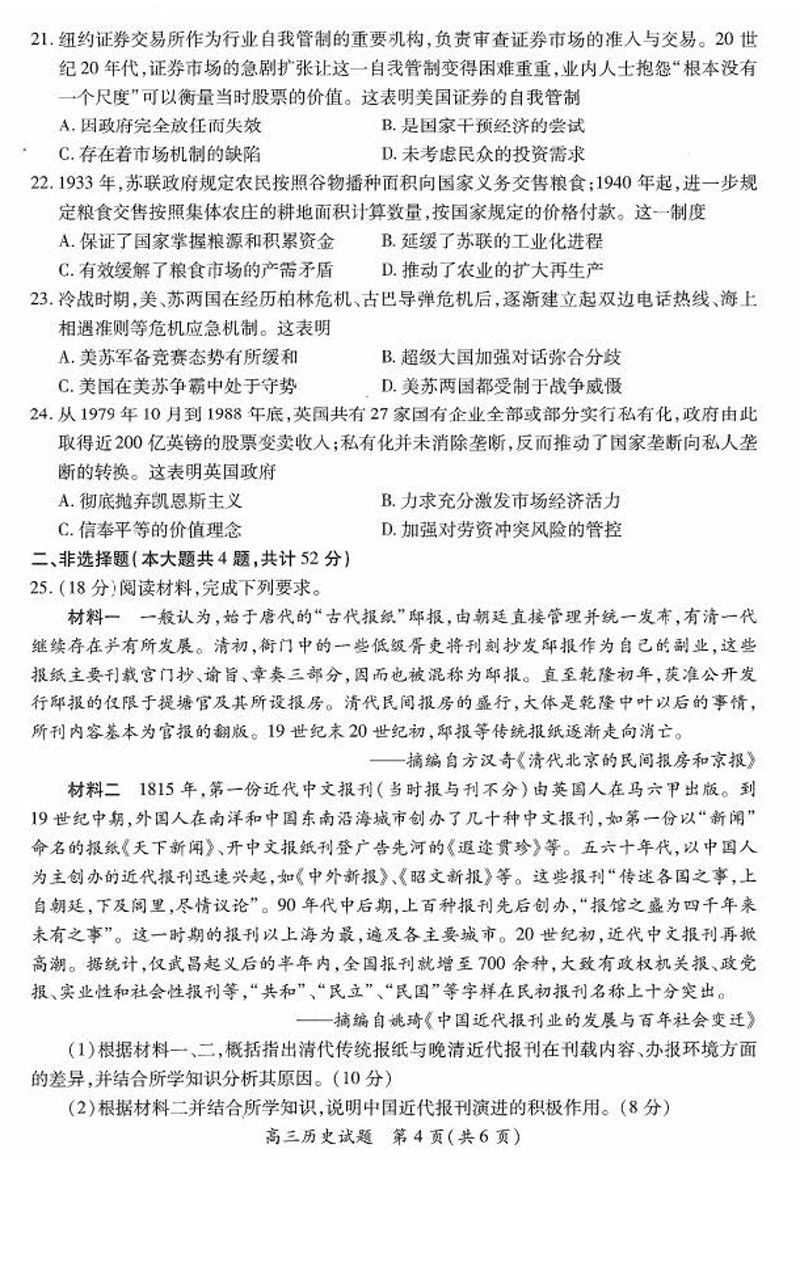 21. 纽约证券交易所作为行业自我管制的重要机构,负责审查证券市场的准入与交易。20 世
纪 20 年代,证券市场的急剧扩张让这一自我管制变得困难重重,业内人士抱怨“根本没有
一个尺度”可以衡量当时股票的价值。这表明美国证券的自我管制
A. 因政府完全放任而失效 B. 是国家干预经济的尝试
C. 存在着市场机制的缺陷 D. 未考虑民众的投资需求
22. 1933 年,苏联政府规定农民按照谷物播种面积向国家义务交售粮食;1940 年起,进一步规
定粮食交售按照集体农庄的耕地面积计算数量,按国家规定的价格付款。这一制度
A. 保证了国家掌握粮源和积累资金 B. 延缓了苏联的工业化进程
C. 有效缓解了粮食市场的产需矛盾 D. 推动了农业的扩大再生产
23. 冷战时期,美、苏两国在经历柏林危机、古巴导弹危机后,逐渐建立起双边电话热线、海上
相遇准则等危机应急机制。这表明
A. 美苏军备竞赛态势有所缓和 B. 超级大国加强对话弥合分歧
C. 美国在美苏争霸中处于守势 D. 美苏两国都受制于战争威慑
24. 从 1979 年 10 月到 1988 年底,英国共有 27 家国有企业全部或部分实行私有化,政府由此
取得近 200 亿英镑的股票变卖收入;私有化并未消除垄断,反而推动了国家垄断向私人垄
断的转换。这表明英国政府
A. 彻底抛弃凯恩斯主义 B. 力求充分激发市场经济活力
C. 信奉平等的价值理念 D. 加强对劳资冲突风险的管控
二、非选择题(本大题共 4 题,共计 52 分)
25. (18 分)阅读材料,完成下列要求。
材料一 一般认为,始于唐代的“古代报纸”邸报,由朝廷直接管理并统一发布,有清一代
继续存在并有所发展。清初,衙门中的一些低级胥吏将刊刻抄发邸报作为自己的副业,这些
报纸主要刊载宫门抄、谕旨、章奏三部分,因而也被混称为邸报。直至乾隆初年,获准公开发
行邸报的仅限于提塘官及其所设报房。清代民间报房的盛行,大体是乾隆中叶以后的事情,
所刊内容基本为官报的翻版。19 世纪末 20 世纪初,邸报等传统报纸逐渐走向消亡。
——摘编自方汉奇《清代北京的民间报房和京报》
材料二 1815 年,第一份近代中文报刊(当时报与刊不分)由英国人在马六甲出版。到
19 世纪中期,外国人在南洋和中国东南沿海城市创办了几十种中文报刊,如第一份以“新闻”
命名的报纸《天下新闻》、开中文报纸刊登广告先河的《遐迩贯珍》等。五六十年代,以中国人
为主创办的近代报刊迅速兴起,如《中外新报》、《昭文新报》等。这些报刊“传述各国之事,上
自朝廷,下及闾里,尽情议论”。90 年代中后期,上百种报刊先后创办,“报馆之盛为四千年来
未有之事”。这一时期的报刊以上海为最,遍及各主要城市。20 世纪初,近代中文报刊再掀
高潮。据统计,仅武昌起义后的半年内,全国报刊就增至 700 余种,大致有政权机关报、政党
报、实业性和社会性报刊等,“共和”、“民立”、“民国”等字样在民初报刊名称上十分突出。
——摘编自姚琦《中国近代报刊业的发展与百年社会变迁》
(1)根据材料一、二,概括指出清代传统报纸与晚清近代报刊在刊载内容、办报环境方面
的差异,并结合所学知识分析其原因。(10 分)
(2)根据材料二并结合所学知识,说明中国近代报刊演进的积极作用。(8 分)
高三历史试题 第 4 页(共 6 页)